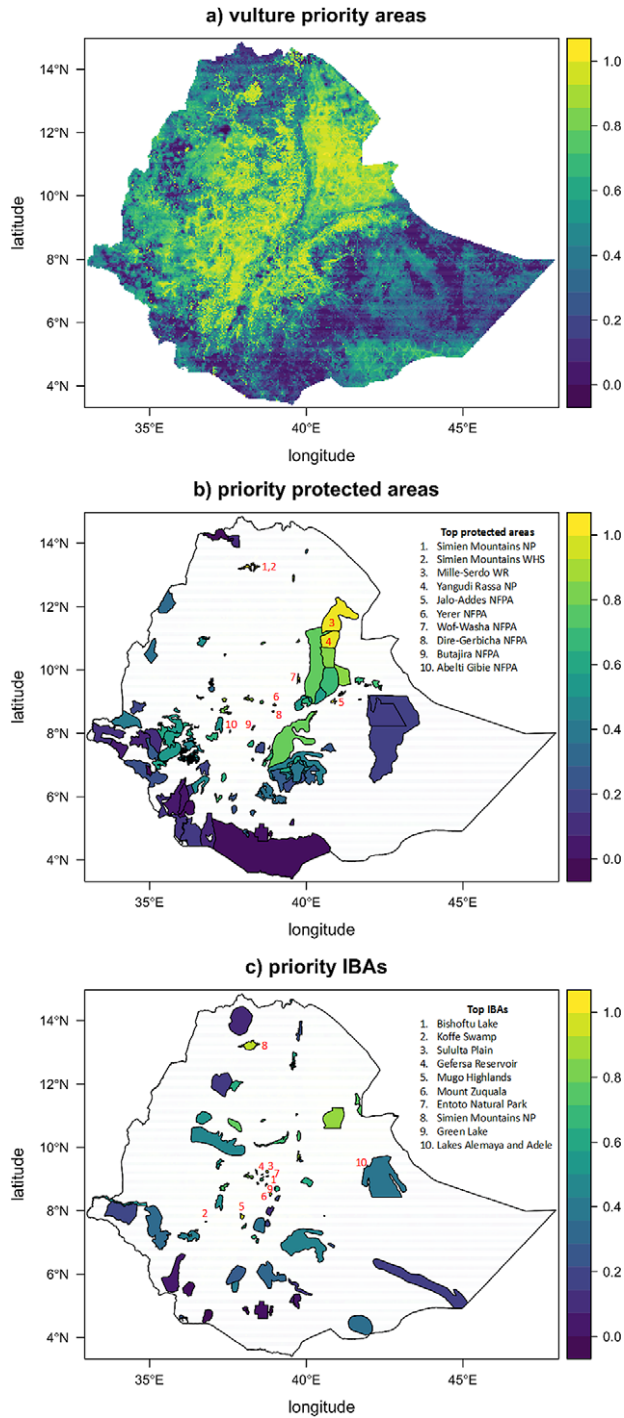 a) vulture priority areas
14°N
12°N
10°N
8°N
6°N
4°N
latitude
35°E
40°E
45°E
longitude
1.0
0.8
0.6
0.4
0.2
0.0
b) priority protected areas
14°N
12°N
10°N
8°N
6°N
4°N
latitude
35°E
40°E
45°E
longitude
Top protected areas
1. Simien Mountains NP
2. Simien Mountains WHS
3. Mille-Serdo WR
4. Yangudi Rassa NP
5. Jalo-Addes NFPA
6. Yerer NFPA
7. Wof-Washa NFPA
8. Dire-Gerbicha NFPA
9. Butajira NFPA
10. Abelti Gibie NFPA
1,2
3
4
7
6
5
8
10
9
1.0
0.8
0.6
0.4
0.2
0.0
c) priority IBAs
14°N
12°N
10°N
8°N
6°N
4°N
latitude
35°E
40°E
45°E
longitude
Top IBAs
1. Bishoftu Lake
2. Koffe Swamp
3. Sululta Plain
4. Gefersa Reservoir
5. Mugo Highlands
6. Mount Zuquala
7. Entoto Natural Park
8. Simien Mountains NP
9. Green Lake
10. Lakes Alemaya and Adele
8
10
4 3
7
1
9
6
5
2
1.0
0.8
0.6
0.4
0.2
0.0